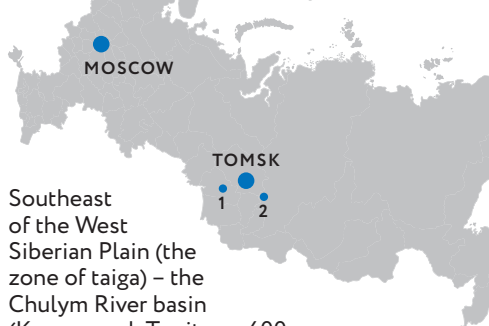 MOSCOW
TOMSK
1
2
Southeast
of the West
Siberian Plain (the
zone of taiga) – the
Chulym River basin